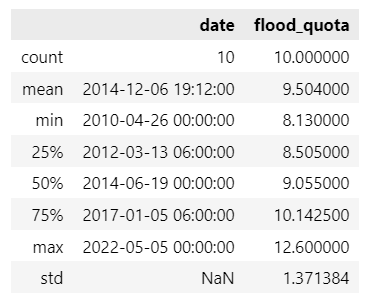 date flood_quota
count 10 10.000000
mean 2014-12-06 19:12:00 9.504000
min 2010-04-26 00:00:00 8.130000
25% 2012-03-13 06:00:00 8.505000
50% 2014-06-19 00:00:00 9.055000
75% 2017-01-05 06:00:00 10.142500
max 2022-05-05 00:00:00 12.600000
std NaN 1.371384